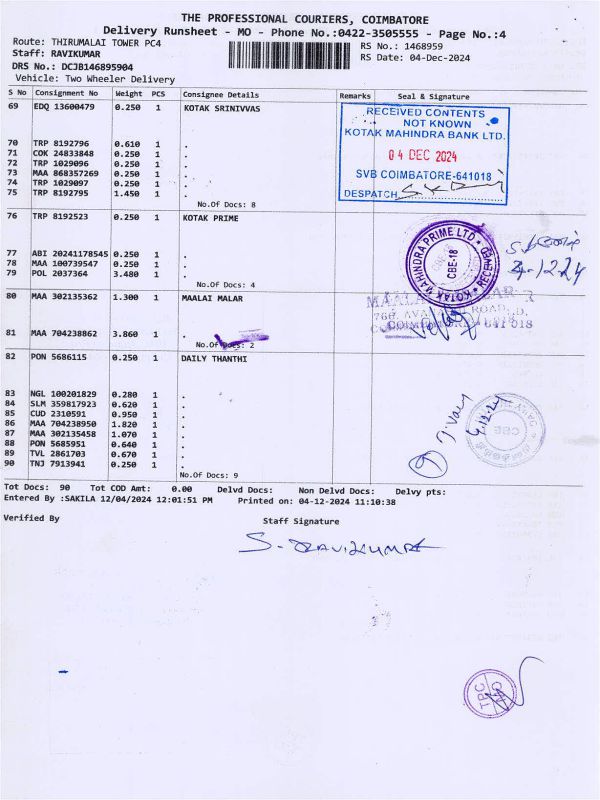 THE PROFESSIONAL COURIERS, COIMBATORE
Delivery Runsheet - MO - Phone No.:0422-3505555 - Page No.:4
Route: THIRUMALAI TOWER PC4
RS No.: 1468959
Staff: RAVIKUMAR
RS Date: 04-Dec-2024
DRS No.: DCJB146895904
Vehicle: Two Wheeler Delivery
S No Consignment No Weight PCS Consignee Details Remarks Seal & Signature
69 EDQ 13600479 0.250 1 KOTAK SRINIVVAS
70 TRP 8192796 0.610 1 .
71 COK 24833848 0.250 1 .
72 TRP 1029096 0.250 1 .
73 MAA 868357269 0.250 1 .
74 TRP 1029097 0.250 1 .
75 TRP 8192795 1.450 1 .
No.Of Docs: 8
RECEIVED CONTENTS
NOT KNOWN
KOTAK MAHINDRA BANK LTD.
04 DEC 2024
SVB COIMBATORE-641018
DESPATCH
76 TRP 8192523 0.250 1 KOTAK PRIME
77 ABI 20241178545 0.250 1 .
78 MAA 100739547 0.250 1 .
79 POL 2037364 3.480 1 .
No.Of Docs: 4
KOTAK MAHINDRA PRIME LTD * RECEIVED *
CBE-18
80 MAA 302135362 1.300 1 MAALAI MALAR
81 MAA 704238862 3.860 1 .
No.Of Docs: 2
82 PON 5686115 0.250 1 DAILY THANTHI
83 NGL 100201829 0.280 1 .
84 SLM 359817923 0.620 1 .
85 CUD 2310591 0.950 1 .
86 MAA 704238950 1.820 1 .
87 MAA 302135458 1.070 1 .
88 PON 5685951 0.640 1 .
89 TVL 2861703 0.670 1 .
90 TNJ 7913941 0.250 1 .
No.Of Docs: 9
4.12.24
Tot Docs: 90 Tot COD Amt: 0.00 Delvd Docs: Non Delvd Docs: Delvy pts:
Entered By :SAKILA 12/04/2024 12:01:51 PM Printed on: 04-12-2024 11:10:38
Verified By
Staff Signature
S. RAVIKUMAR